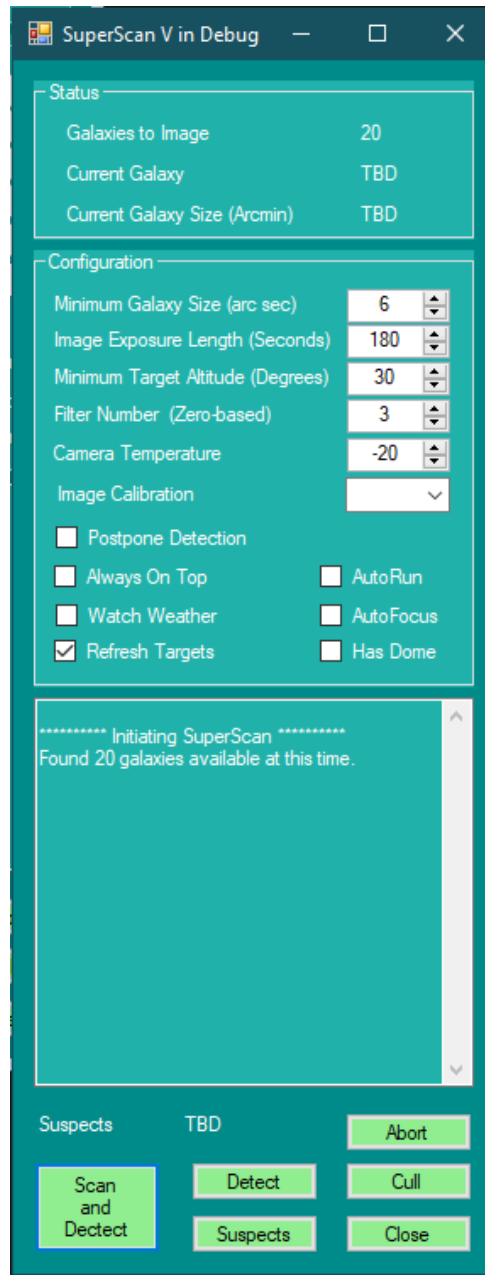 SuperScan V in Debug
Status
Galaxies to Image 20
Current Galaxy TBD
Current Galaxy Size (Arcmin) TBD
Configuration
Minimum Galaxy Size (arc sec) 6
Image Exposure Length (Seconds) 180
Minimum Target Altitude (Degrees) 30
Filter Number (Zero-based) 3
Camera Temperature -20
Image Calibration
Postpone Detection
Always On Top AutoRun
Watch Weather AutoFocus
Refresh Targets Has Dome
********** Initiating SuperScan **********
Found 20 galaxies available at this time.
Suspects TBD Abort
Scan
and
Dectect
Detect Cull
Suspects Close